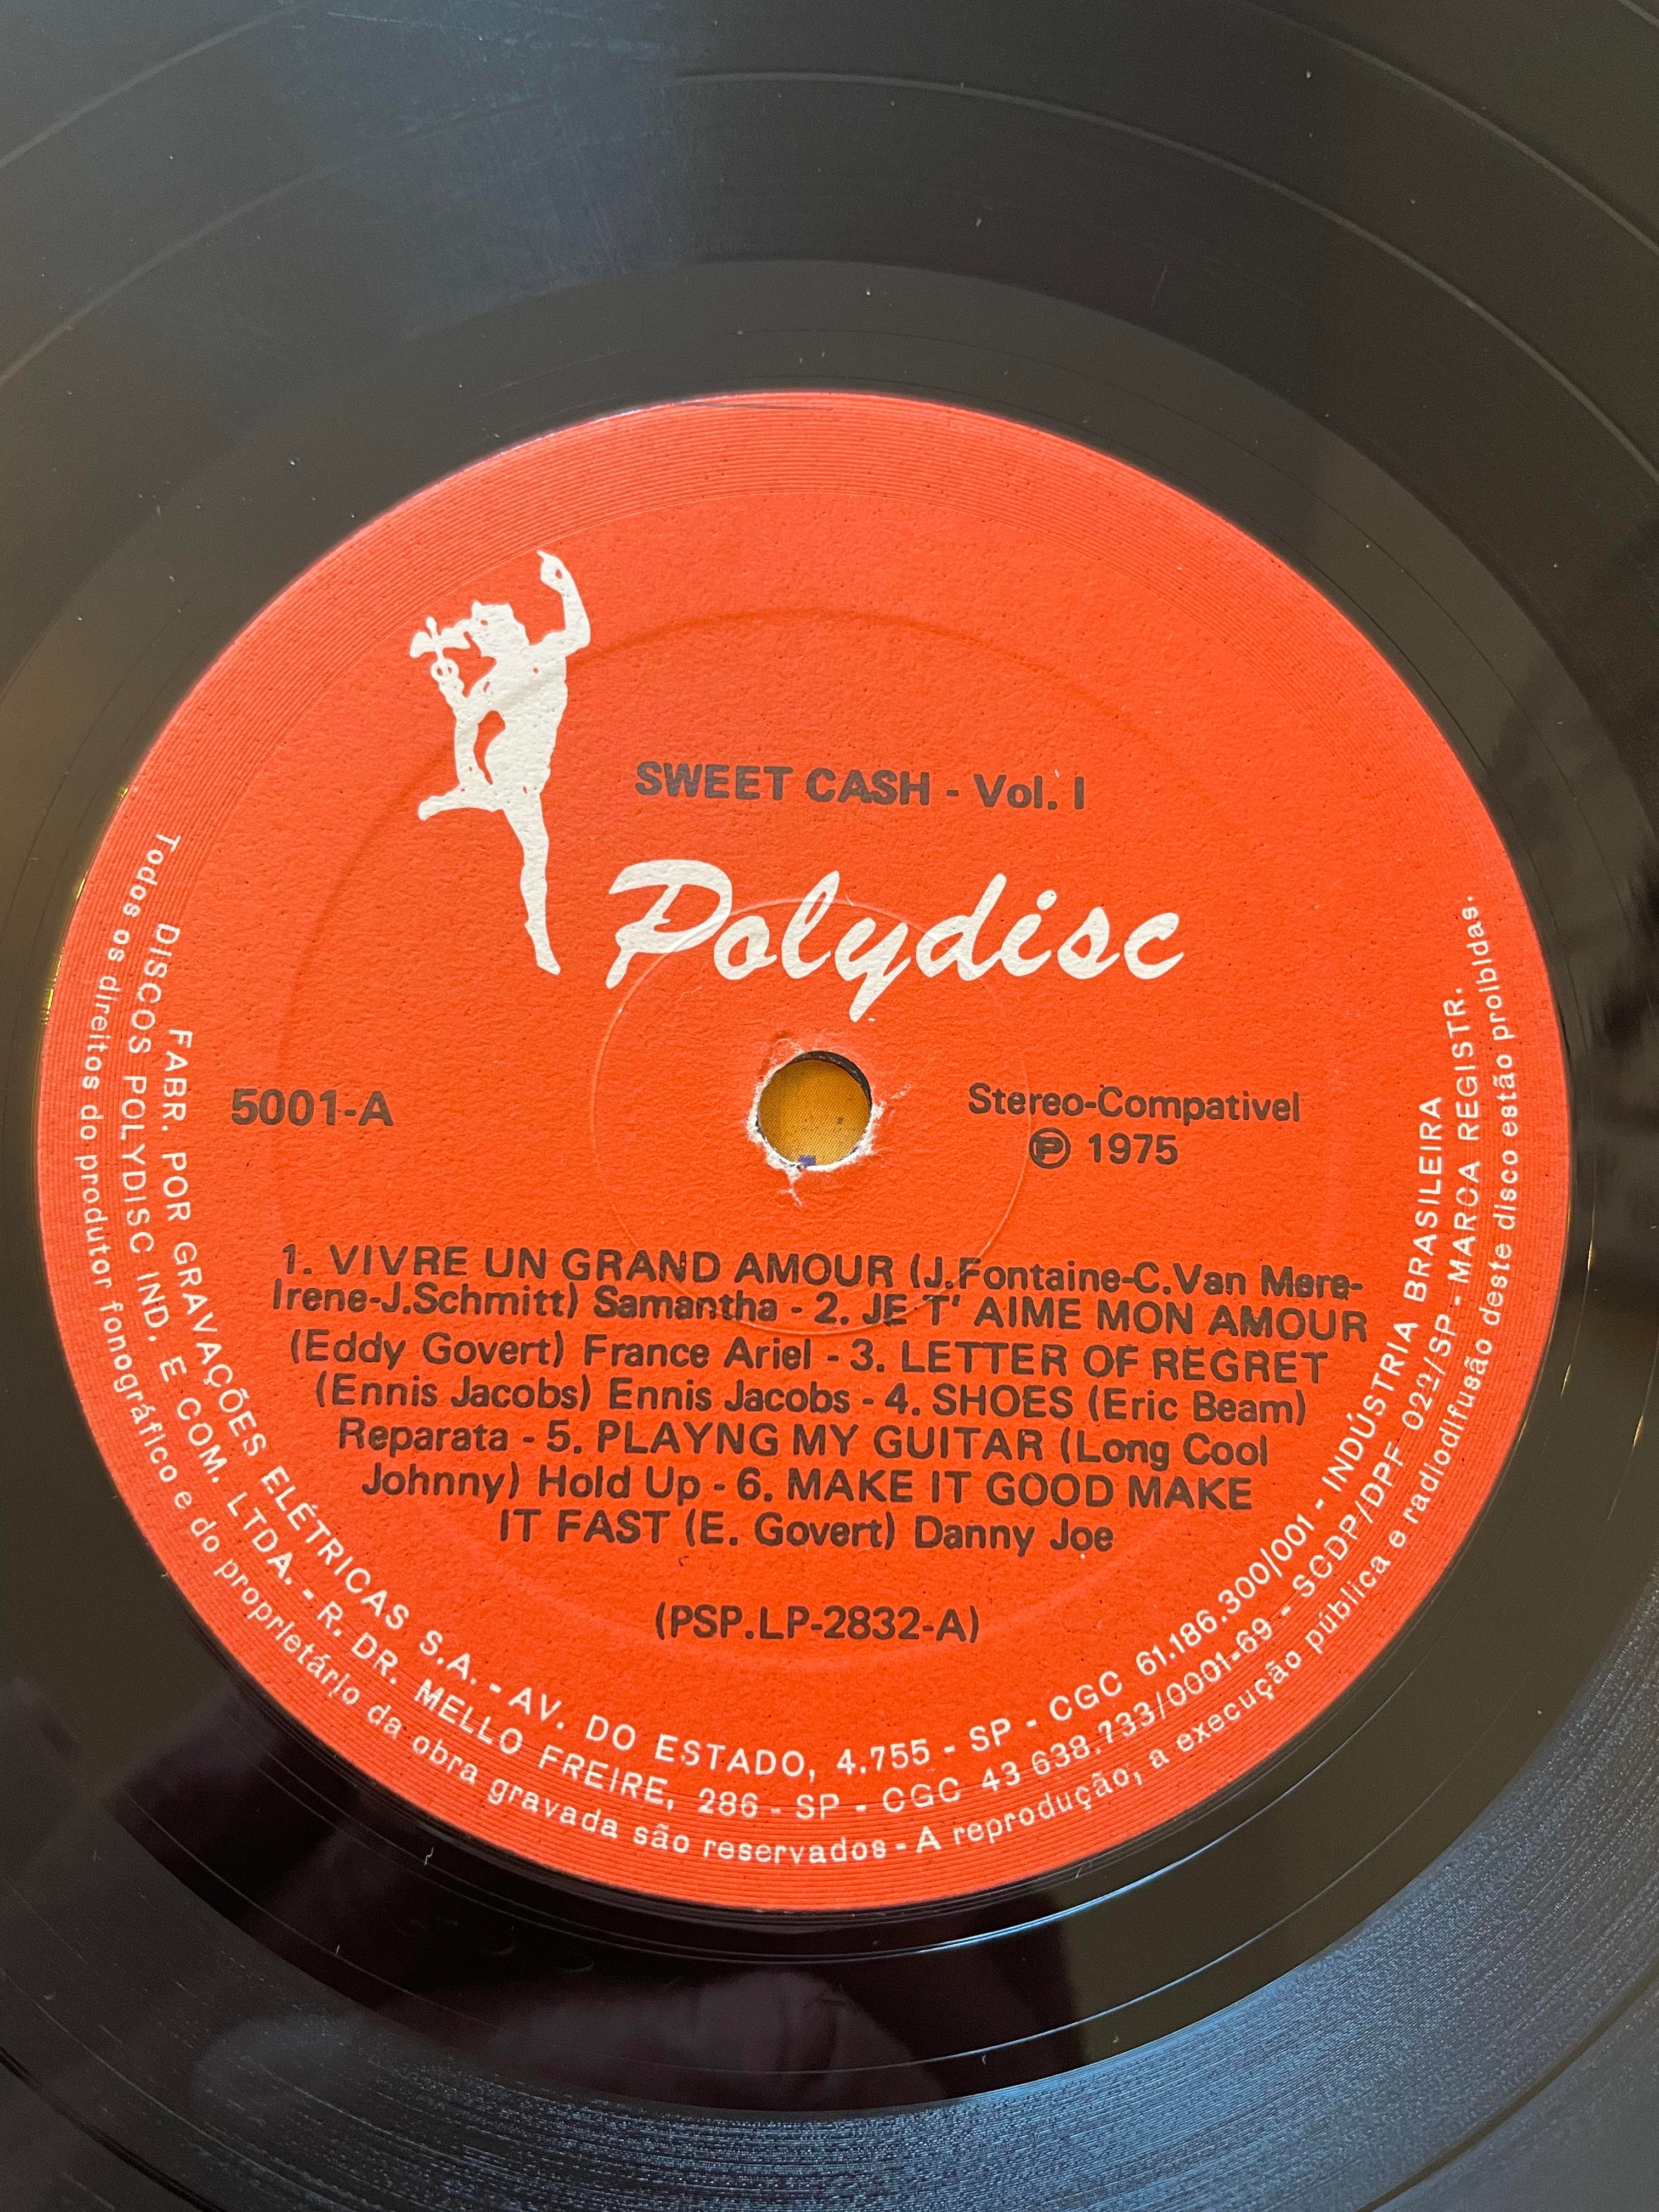 SWEET CASH - Vol. I
Polydisc
5001-A
Stereo-Compativel
Ⓟ 1975
1. VIVRE UN GRAND AMOUR (J.Fontaine-C.Van Mere-
Irene-J.Schmitt) Samantha - 2. JE T' AIME MON AMOUR
(Eddy Govert) France Ariel - 3. LETTER OF REGRET
(Ennis Jacobs) Ennis Jacobs - 4. SHOES (Eric Beam)
Reparata - 5. PLAYNG MY GUITAR (Long Cool
Johnny) Hold Up - 6. MAKE IT GOOD MAKE
IT FAST (E. Govert) Danny Joe
(PSP.LP-2832-A)
FABR. POR GRAVAÇÕES ELÉTRICAS S.A. - AV. DO ESTADO, 4.755 - SP - CGC 61.186.300/001 - INDÚSTRIA BRASILEIRA
DISCOS POLYDISC IND. E COM. LTDA. - R. DR. MELLO FREIRE, 286 - SP - CGC 43 638.733/0001-69 - SCDP/DPF 022/SP - MARCA REGISTR.
Todos os direitos do produtor fonográfico e do proprietário da obra gravada são reservados - A reprodução, a execução pública e radiodifusão deste disco estão proibidas.